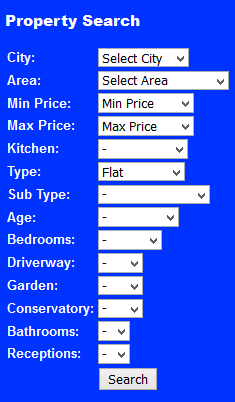 Property Search
City: Select City
Area: Select Area
Min Price: Min Price
Max Price: Max Price
Kitchen: -
Type: Flat
Sub Type: -
Age: -
Bedrooms: -
Driverway: -
Garden: -
Conservatory: -
Bathrooms: -
Receptions: -
Search